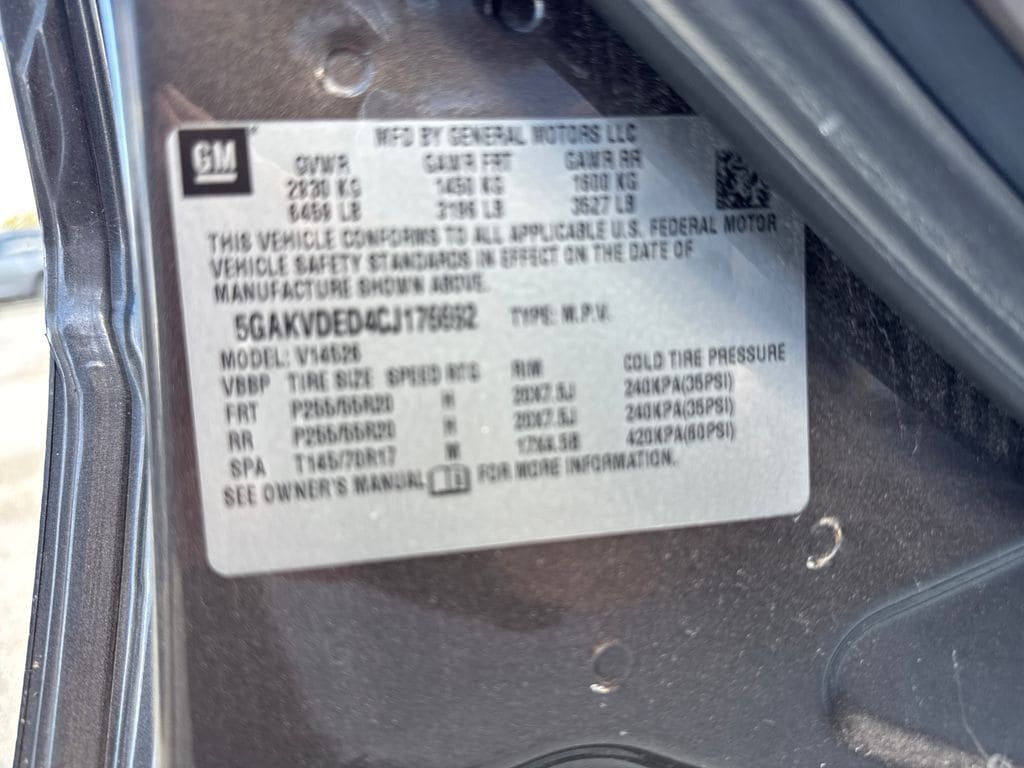 GM
MFD BY GENERAL MOTORS LLC
GVWR GAWR FRT GAWR RR
2930 KG 1450 KG 1600 KG
6459 LB 3196 LB 3527 LB
THIS VEHICLE CONFORMS TO ALL APPLICABLE U.S. FEDERAL MOTOR
VEHICLE SAFETY STANDARDS IN EFFECT ON THE DATE OF
MANUFACTURE SHOWN ABOVE.
TYPE: M.P.V.
MODEL: V14526
VBBP TIRE SIZE SPEED RTG RIM COLD TIRE PRESSURE
FRT P255/55R20 H 20X7.5J 240KPA(35PSI)
RR P255/55R20 H 20X7.5J 240KPA(35PSI)
SPA T145/70R17 M 17X4.5B 420KPA(60PSI)
SEE OWNER'S MANUAL FOR MORE INFORMATION.